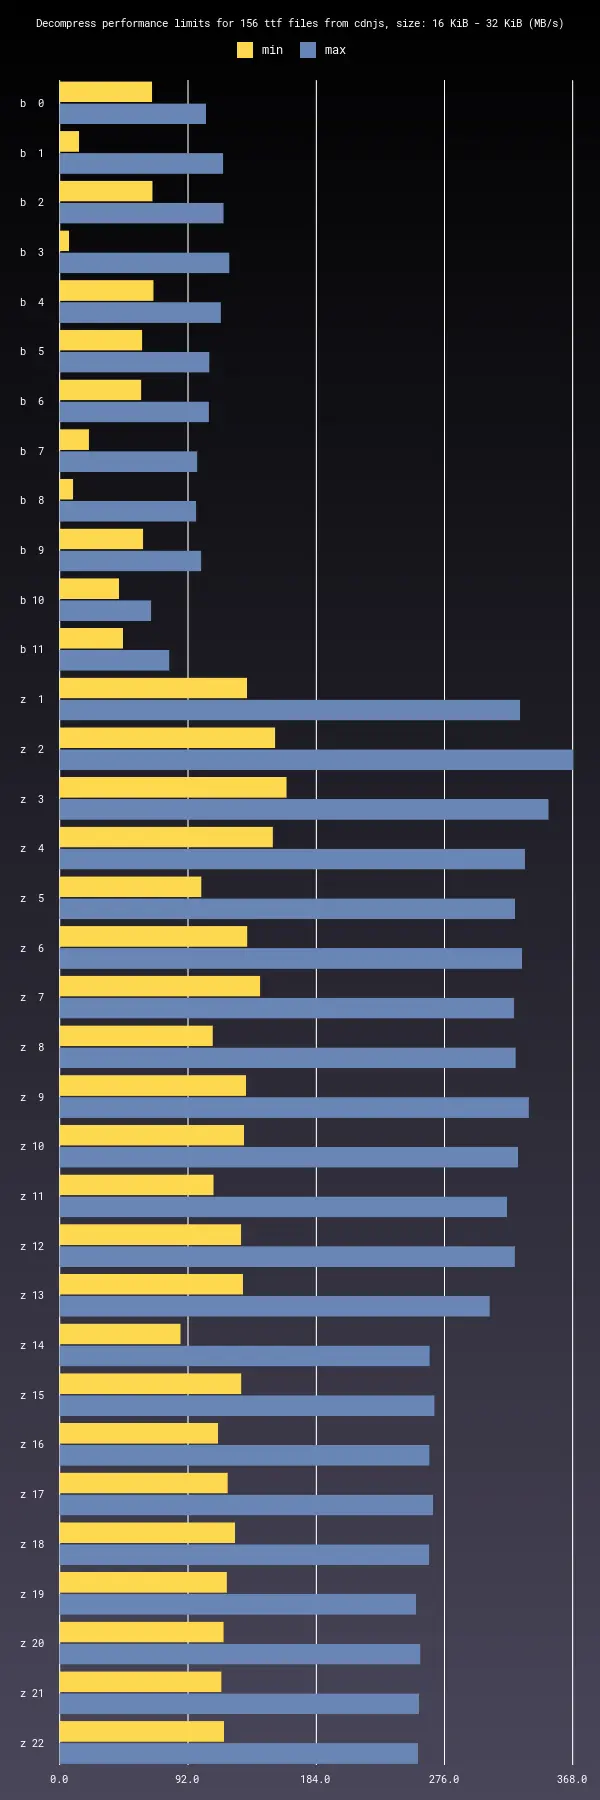 Decompress performance limits for 156 ttf files from cdnjs, size: 16 KiB - 32 KiB (MB/s)
min max
b 0
b 1
b 2
b 3
b 4
b 5
b 6
b 7
b 8
b 9
b 10
b 11
z 1
z 2
z 3
z 4
z 5
z 6
z 7
z 8
z 9
z 10
z 11
z 12
z 13
z 14
z 15
z 16
z 17
z 18
z 19
z 20
z 21
z 22
0.0 92.0 184.0 276.0 368.0